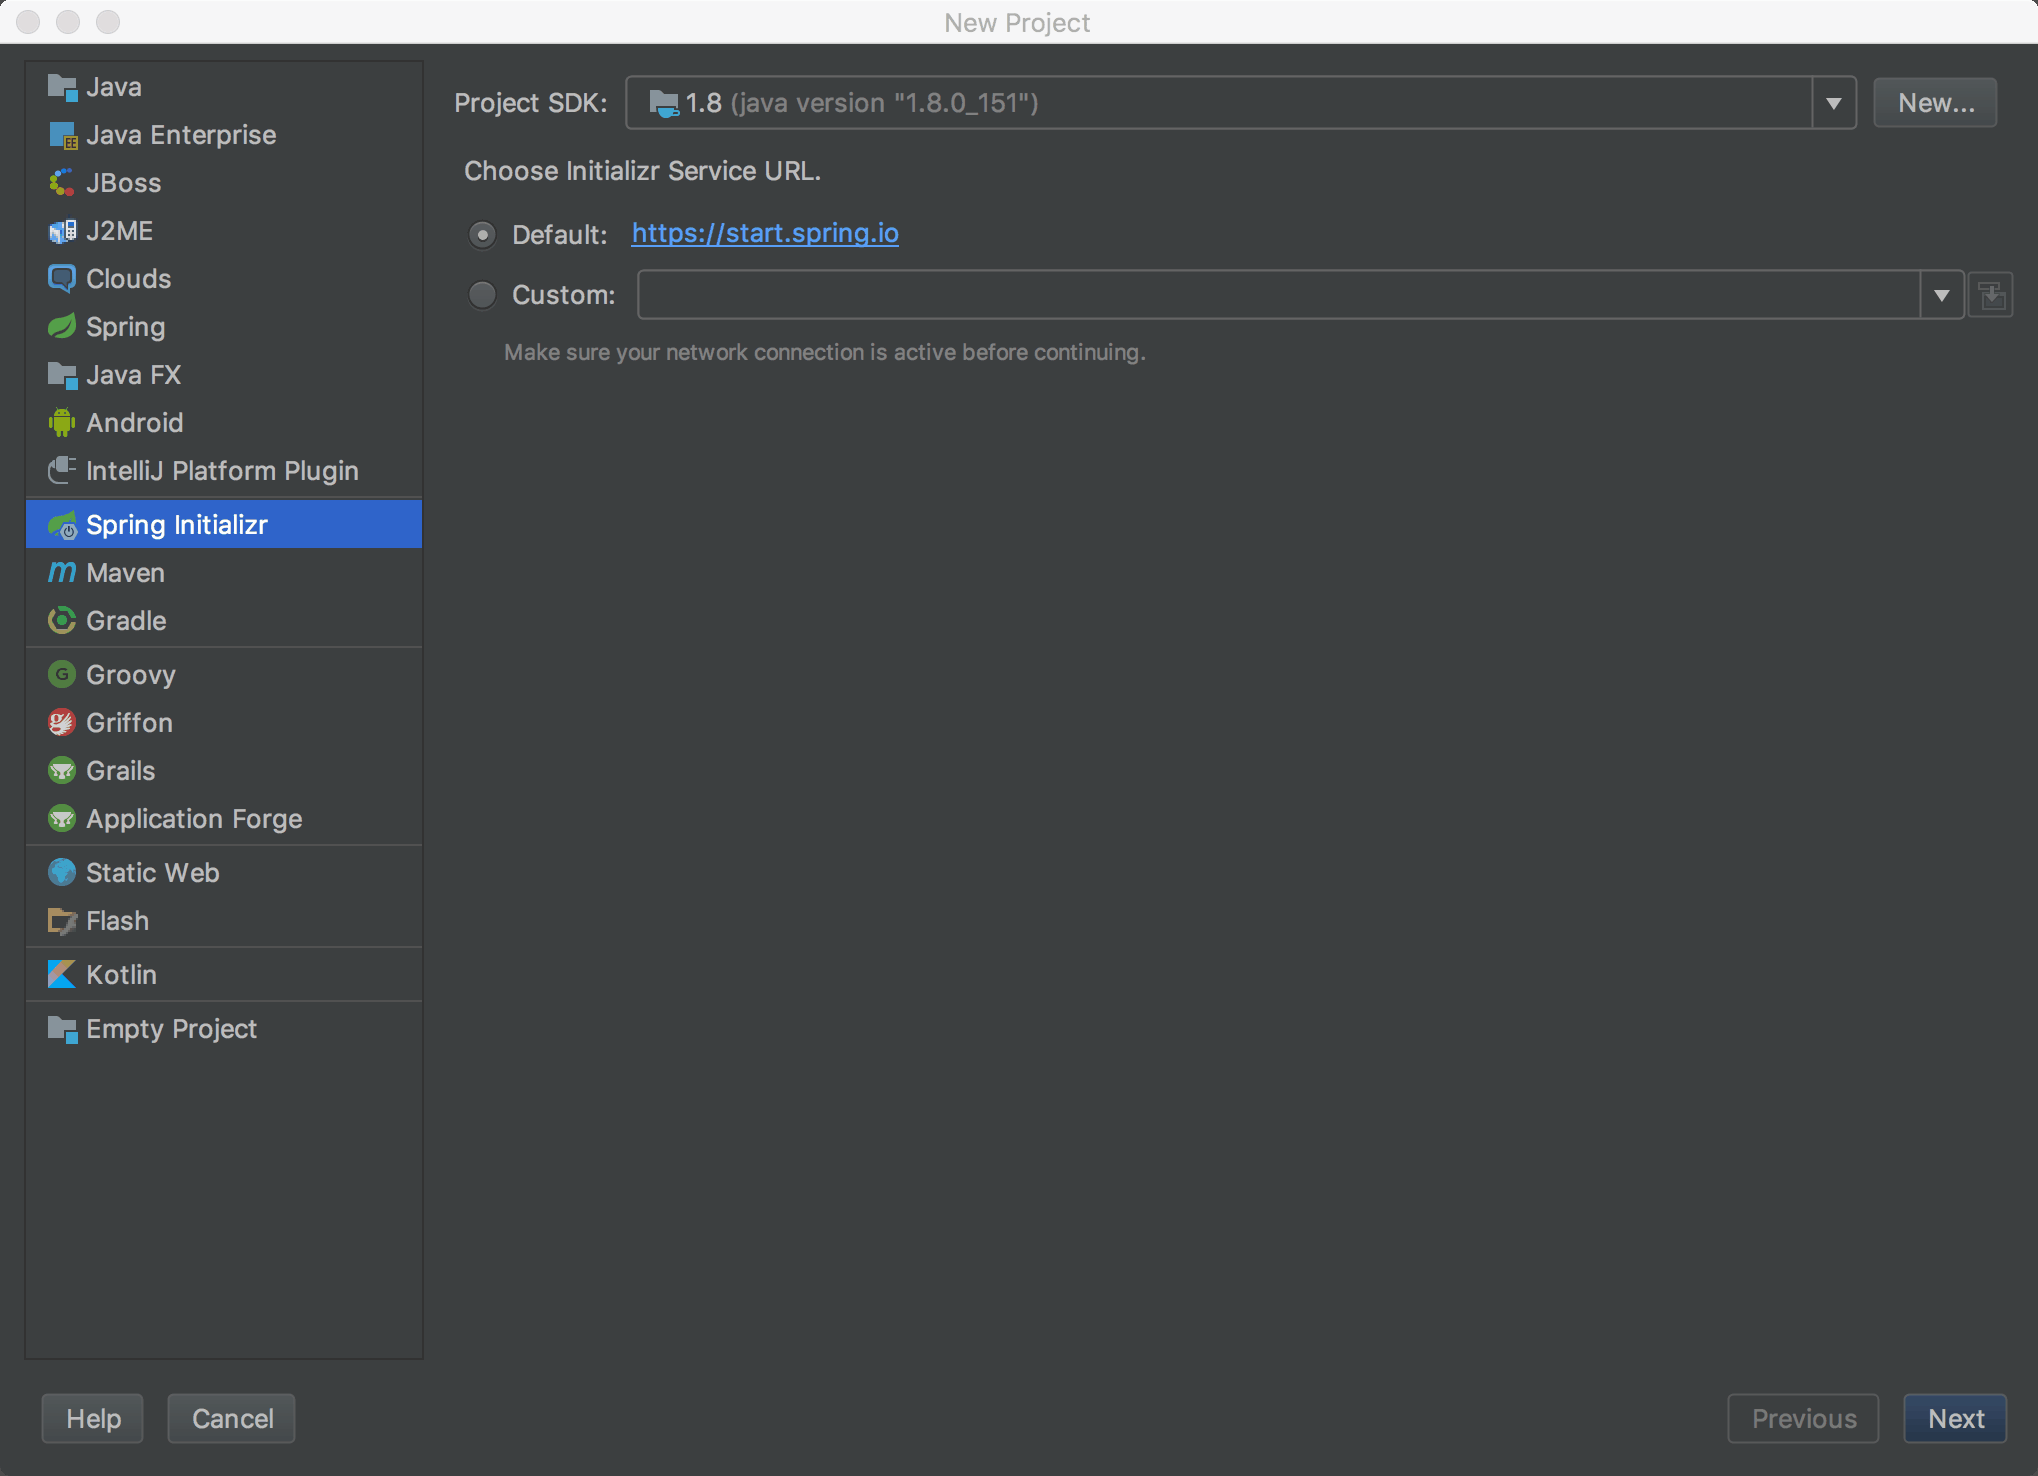 New Project
Java
Java Enterprise
JBoss
J2ME
Clouds
Spring
Java FX
Android
IntelliJ Platform Plugin
Spring Initializr
Maven
Gradle
Groovy
Griffon
Grails
Application Forge
Static Web
Flash
Kotlin
Empty Project
Project SDK: 1.8 (java version "1.8.0_151") New...
Choose Initializr Service URL.
Default: https://start.spring.io
Custom:
Make sure your network connection is active before continuing.
Help Cancel Previous Next